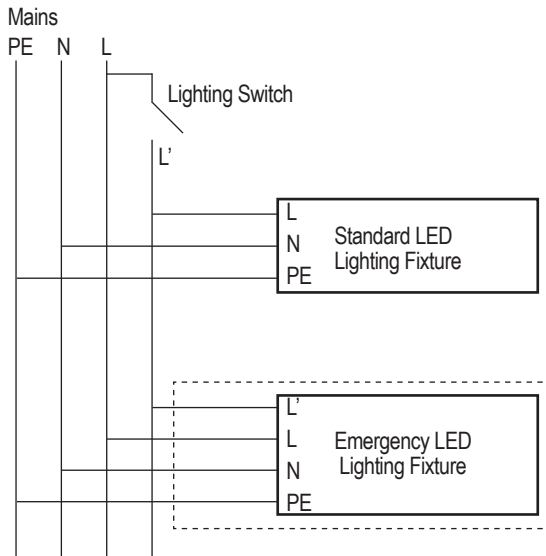 Mains
PE N L
Lighting Switch
L'
L
N
PE
Standard LED
Lighting Fixture
L'
L
N
PE
Emergency LED
Lighting Fixture